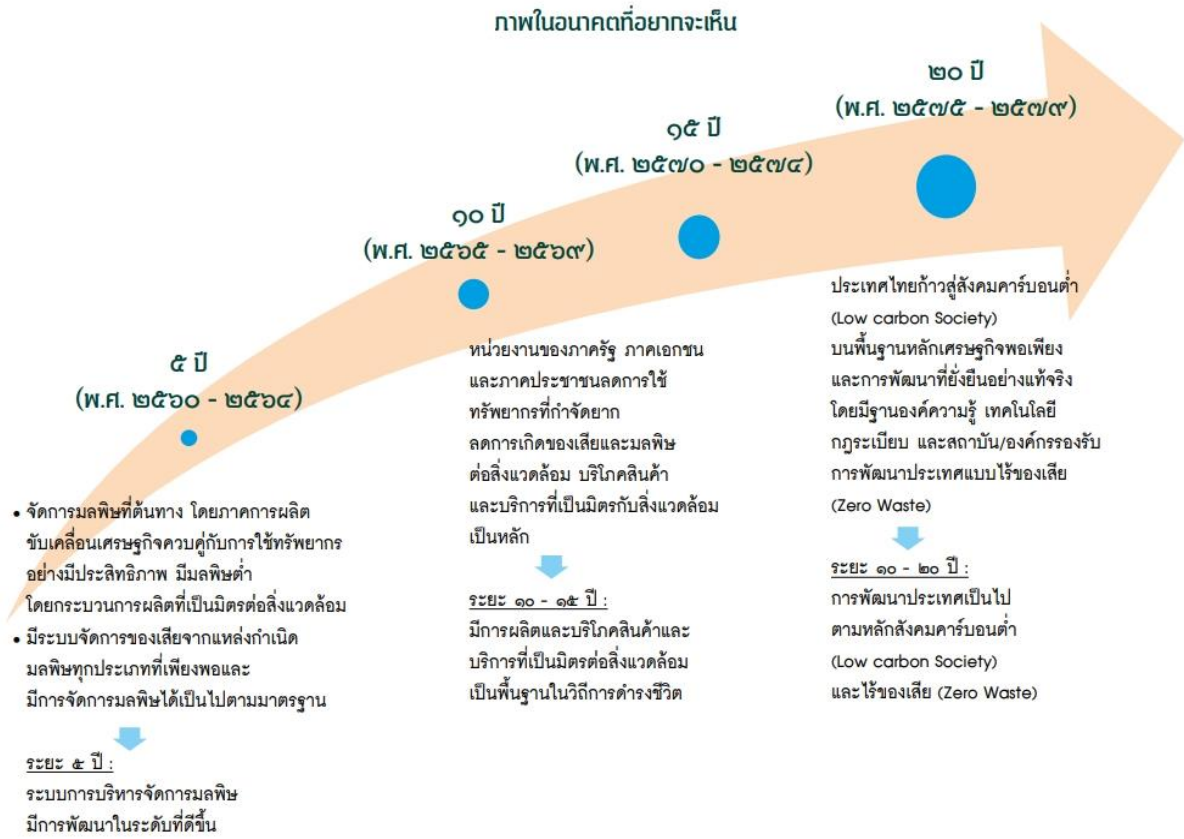 ภาพในอนาคตที่อยากจะเห็น
๕ ปี
(พ.ศ. ๒๕๖๐ - ๒๕๖๔)
• จัดการมลพิษที่ต้นทาง โดยภาคการผลิต
ขับเคลื่อนเศรษฐกิจควบคู่กับการใช้ทรัพยากร
อย่างมีประสิทธิภาพ มีมลพิษต่ำ
โดยกระบวนการผลิตที่เป็นมิตรต่อสิ่งแวดล้อม
• มีระบบจัดการของเสียจากแหล่งกำเนิด
มลพิษทุกประเภทที่เพียงพอและ
มีการจัดการมลพิษได้เป็นไปตามมาตรฐาน
ระยะ ๕ ปี :
ระบบการบริหารจัดการมลพิษ
มีการพัฒนาในระดับที่ดีขึ้น
๑๐ ปี
(พ.ศ. ๒๕๖๕ - ๒๕๖๙)
๑๕ ปี
(พ.ศ. ๒๕๗๐ - ๒๕๗๔)
หน่วยงานของภาครัฐ ภาคเอกชน
และภาคประชาชนลดการใช้
ทรัพยากรที่กำจัดยาก
ลดการเกิดของเสียและมลพิษ
ต่อสิ่งแวดล้อม บริโภคสินค้า
และบริการที่เป็นมิตรกับสิ่งแวดล้อม
เป็นหลัก
ระยะ ๑๐ - ๑๕ ปี :
มีการผลิตและบริโภคสินค้าและ
บริการที่เป็นมิตรต่อสิ่งแวดล้อม
เป็นพื้นฐานในวิถีการดำรงชีวิต
๒๐ ปี
(พ.ศ. ๒๕๗๕ - ๒๕๗๙)
ประเทศไทยก้าวสู่สังคมคาร์บอนต่ำ
(Low carbon Society)
บนพื้นฐานหลักเศรษฐกิจพอเพียง
และการพัฒนาที่ยั่งยืนอย่างแท้จริง
โดยมีฐานองค์ความรู้ เทคโนโลยี
กฎระเบียบ และสถาบัน/องค์กรรองรับ
การพัฒนาประเทศแบบไร้ของเสีย
(Zero Waste)
ระยะ ๑๐ - ๒๐ ปี :
การพัฒนาประเทศเป็นไป
ตามหลักสังคมคาร์บอนต่ำ
(Low carbon Society)
และไร้ของเสีย (Zero Waste)